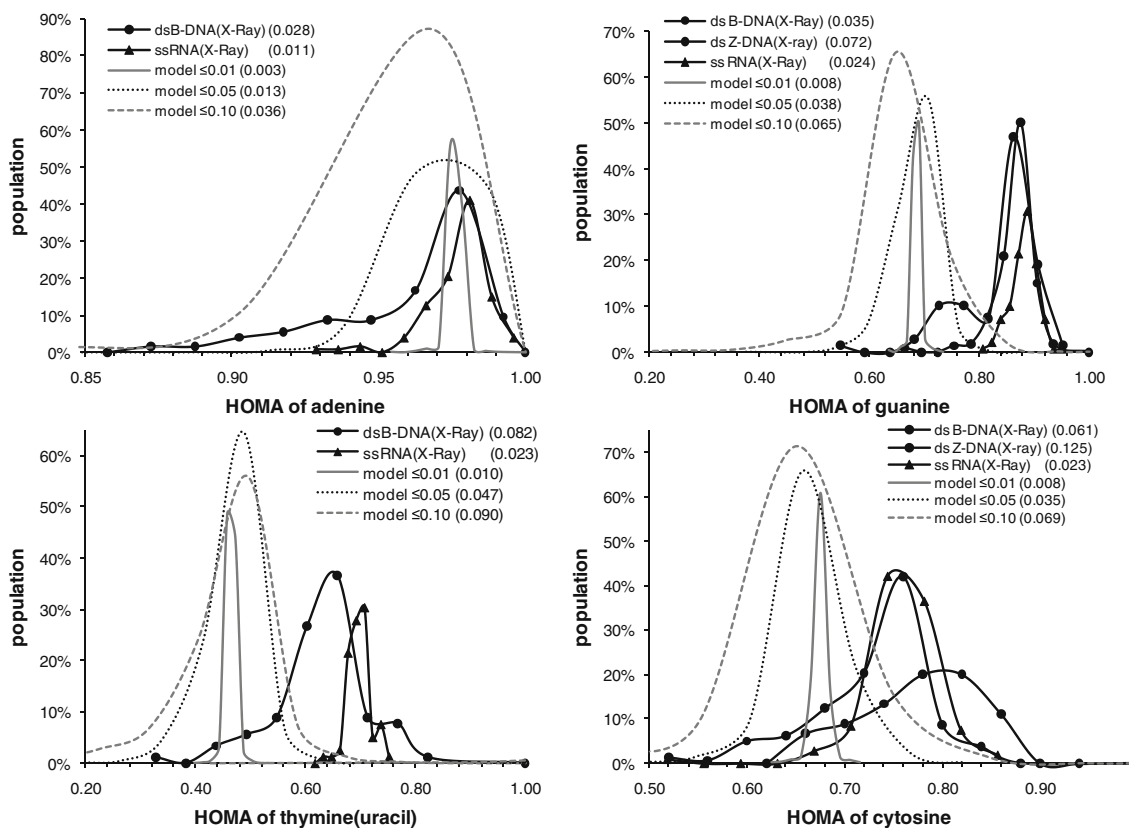 90%
80%
70%
60%
50%
40%
30%
20%
10%
0%
population
dsB-DNA(X-Ray) (0.028)
ssRNA(X-Ray) (0.011)
model ≤0.01 (0.003)
model ≤0.05 (0.013)
model ≤0.10 (0.036)
0.85 0.90 0.95 1.00
HOMA of adenine
70%
60%
50%
40%
30%
20%
10%
0%
population
dsB-DNA(X-Ray) (0.035)
dsZ-DNA(X-ray) (0.072)
ssRNA(X-Ray) (0.024)
model ≤0.01 (0.008)
model ≤0.05 (0.038)
model ≤0.10 (0.065)
0.20 0.40 0.60 0.80 1.00
HOMA of guanine
60%
50%
40%
30%
20%
10%
0%
population
dsB-DNA(X-Ray) (0.082)
ssRNA(X-Ray) (0.023)
model ≤0.01 (0.010)
model ≤0.05 (0.047)
model ≤0.10 (0.090)
0.20 0.40 0.60 0.80 1.00
HOMA of thymine(uracil)
70%
60%
50%
40%
30%
20%
10%
0%
population
dsB-DNA(X-Ray) (0.061)
dsZ-DNA(X-ray) (0.125)
ssRNA(X-Ray) (0.023)
model ≤0.01 (0.008)
model ≤0.05 (0.035)
model ≤0.10 (0.069)
0.50 0.60 0.70 0.80 0.90
HOMA of cytosine